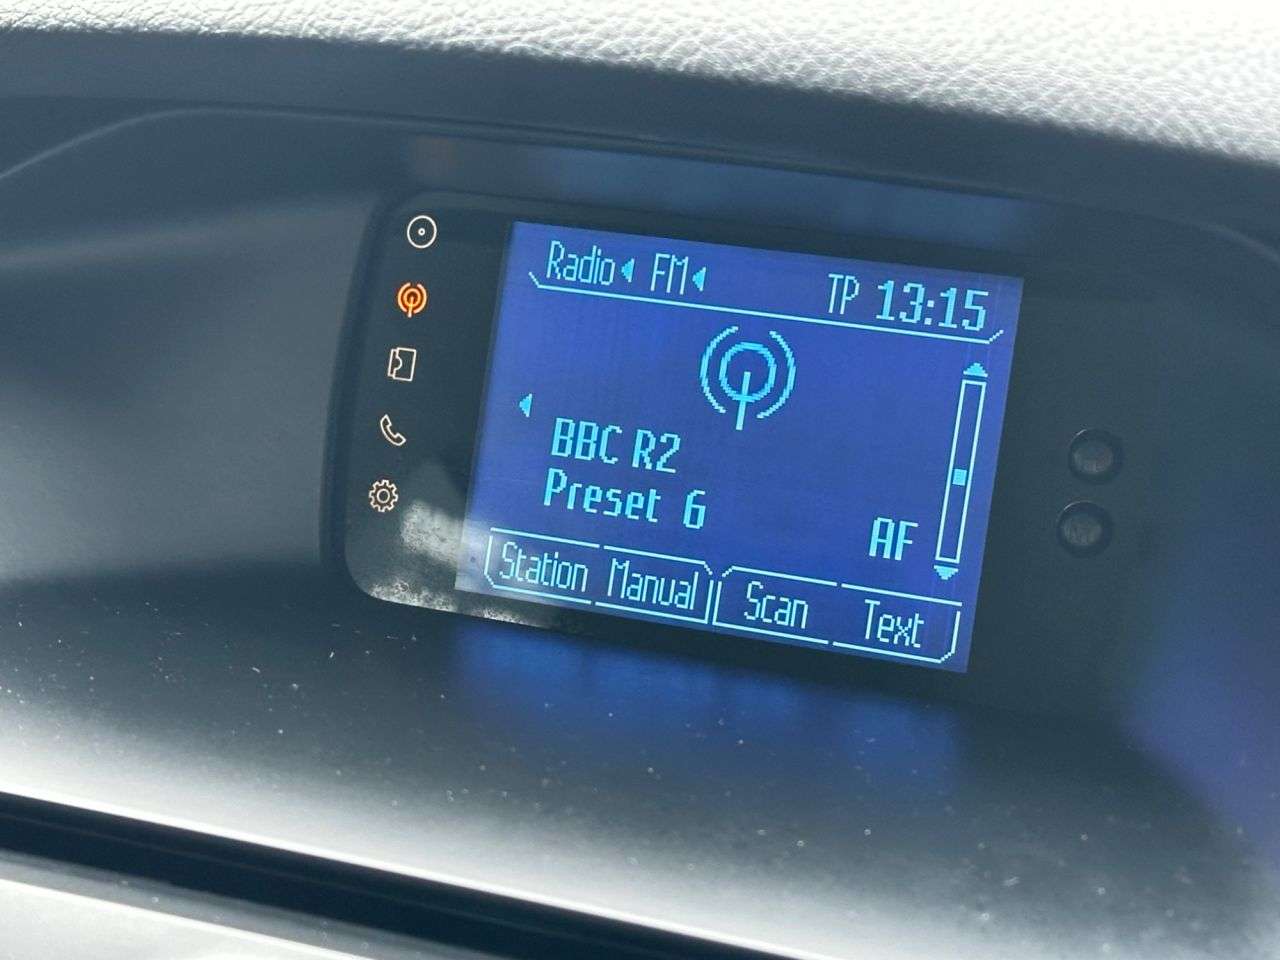 Radio FM TP 13:15
BBC R2
Preset 6
AF
Station Manual Scan Text